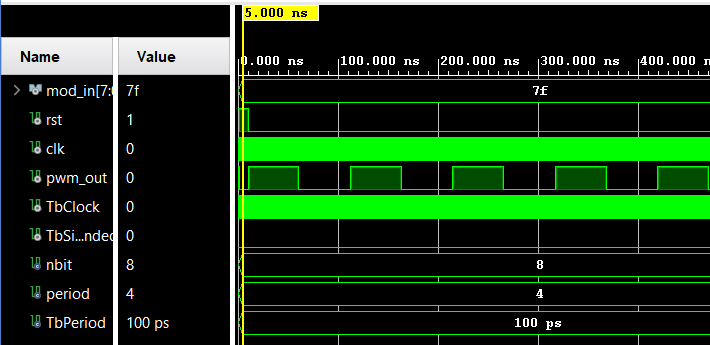 5.000 ns
Name Value
0.000 ns 100.000 ns 200.000 ns 300.000 ns 400.000
mod_in[7:0 7f 7f
rst 1
clk 0
pwm_out 0
TbClock 0
TbSi...nded 0
nbit 8 8
period 4 4
TbPeriod 100 ps 100 ps